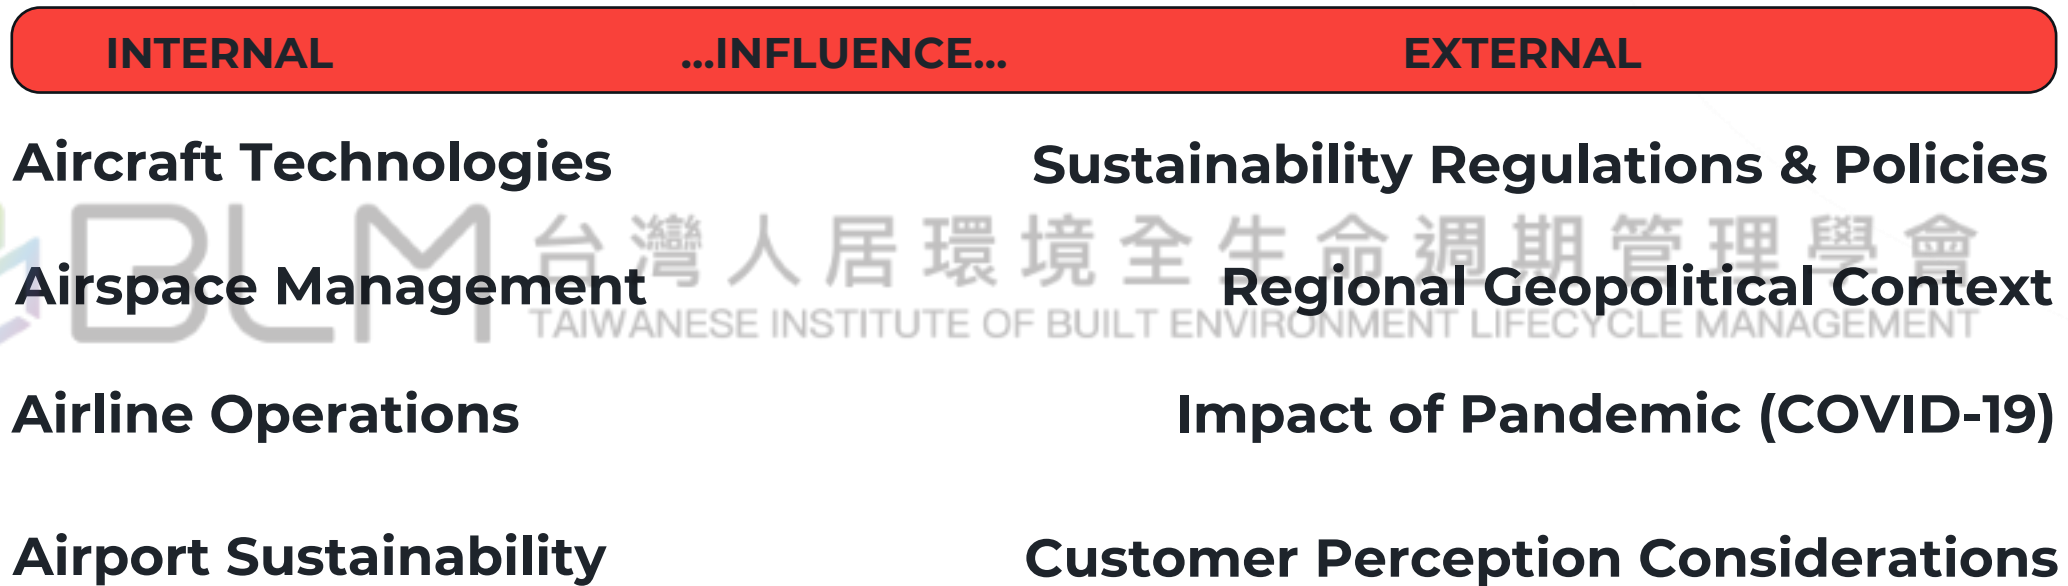 INTERNAL ...INFLUENCE... EXTERNAL
Aircraft Technologies Sustainability Regulations & Policies
BLM 台灣人居環境全生命週期管理學會
Airspace Management Regional Geopolitical Context
TAIWANESE INSTITUTE OF BUILT ENVIRONMENT LIFECYCLE MANAGEMENT
Airline Operations Impact of Pandemic (COVID-19)
Airport Sustainability Customer Perception Considerations